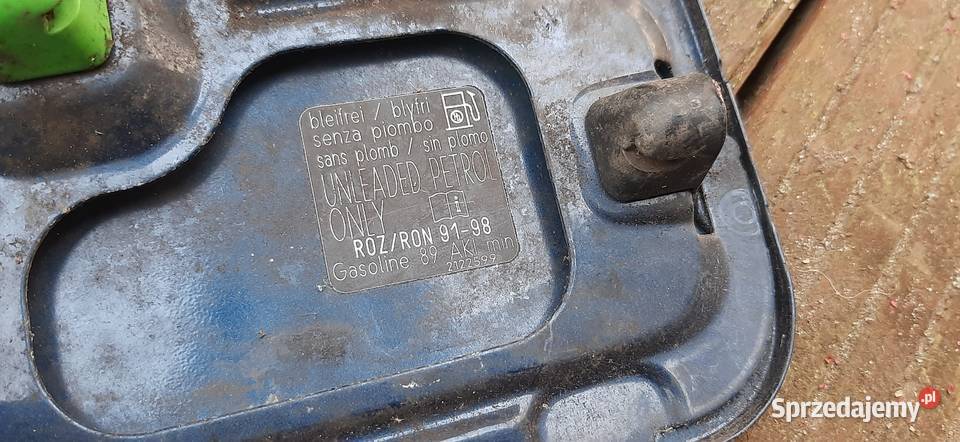 bleifrei / blyfri
senza piombo
sans plomb / sin plomo
UNLEADED PETROL
ONLY
ROZ/RON 91-98
Gasoline 89 AKI min
2122599
Sprzedajemy.pl